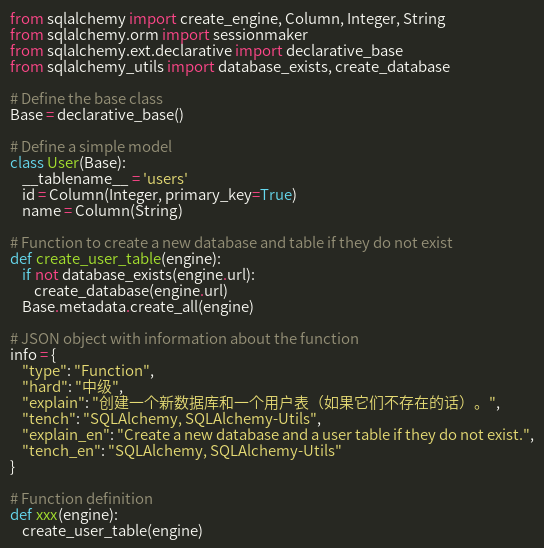 from sqlalchemy import create_engine, Column, Integer, String
from sqlalchemy.orm import sessionmaker
from sqlalchemy.ext.declarative import declarative_base
from sqlalchemy_utils import database_exists, create_database

# Define the base class
Base = declarative_base()

# Define a simple model
class User(Base):
    __tablename__ = 'users'
    id = Column(Integer, primary_key=True)
    name = Column(String)

# Function to create a new database and table if they do not exist
def create_user_table(engine):
    if not database_exists(engine.url):
        create_database(engine.url)
    Base.metadata.create_all(engine)

# JSON object with information about the function
info = {
    "type": "Function",
    "hard": "中级",
    "explain": "创建一个新数据库和一个用户表（如果它们不存在的话）。",
    "tench": "SQLAlchemy, SQLAlchemy-Utils",
    "explain_en": "Create a new database and a user table if they do not exist.",
    "tench_en": "SQLAlchemy, SQLAlchemy-Utils"
}

# Function definition
def xxx(engine):
    create_user_table(engine)